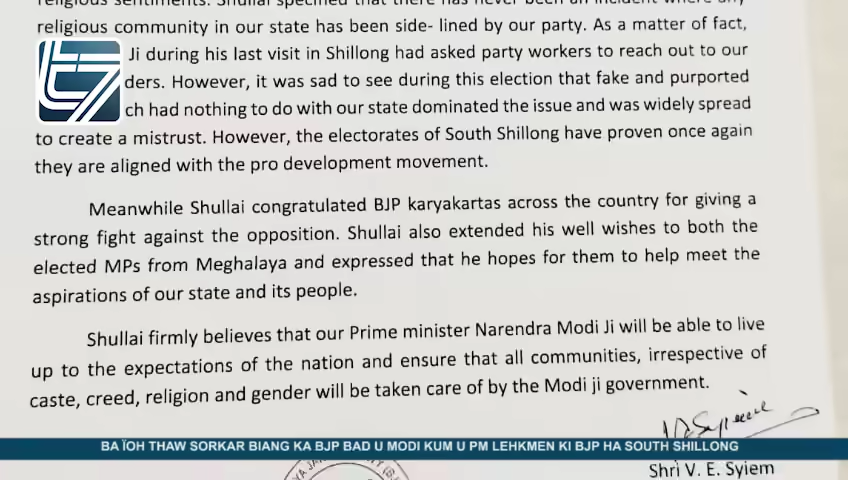 religious sentiments. Shullai specified that there has never been an incident where any
religious community in our state has been side- lined by our party. As a matter of fact,
Ji during his last visit in Shillong had asked party workers to reach out to our
ders. However, it was sad to see during this election that fake and purported
ch had nothing to do with our state dominated the issue and was widely spread
to create a mistrust. However, the electorates of South Shillong have proven once again
they are aligned with the pro development movement.
Meanwhile Shullai congratulated BJP karyakartas across the country for giving a
strong fight against the opposition. Shullai also extended his well wishes to both the
elected MPs from Meghalaya and expressed that he hopes for them to help meet the
aspirations of our state and its people.
Shullai firmly believes that our Prime minister Narendra Modi Ji will be able to live
up to the expectations of the nation and ensure that all communities, irrespective of
caste, creed, religion and gender will be taken care of by the Modi ji government.
BA ÏOH THAW SORKAR BIANG KA BJP BAD U MODI KUM U PM LEHKMEN KI BJP HA SOUTH SHILLONG
Shri V. E. Syiem